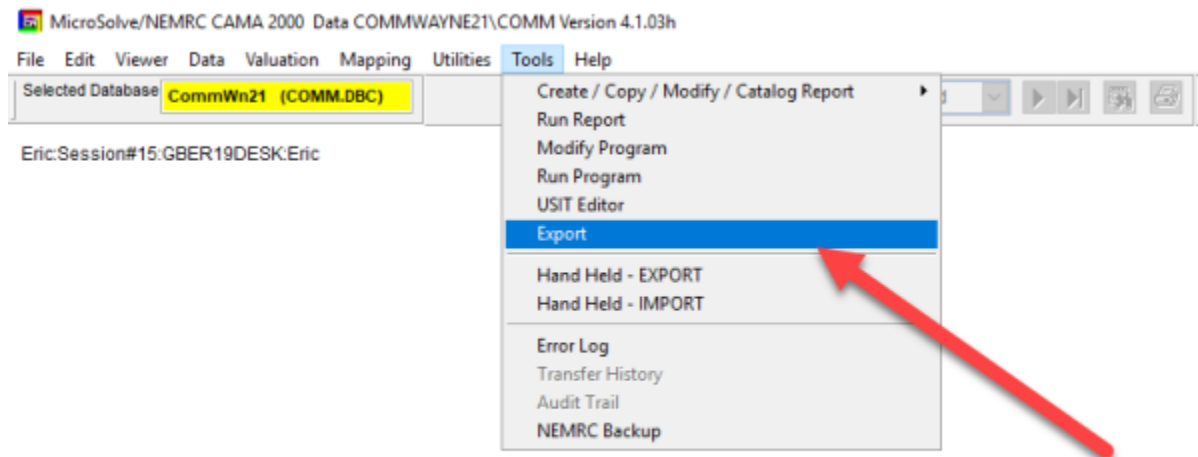 MicroSolve/NEMRC CAMA 2000 Data COMMWAYNE21\COMM Version 4.1.03h
File Edit Viewer Data Valuation Mapping Utilities Tools Help
Selected Database CommWn21 (COMM.DBC)
Create / Copy / Modify / Catalog Report
Run Report
Eric:Session#15:GBER19DESK:Eric
Modify Program
Run Program
USIT Editor
Export
Hand Held - EXPORT
Hand Held - IMPORT
Error Log
Transfer History
Audit Trail
NEMRC Backup